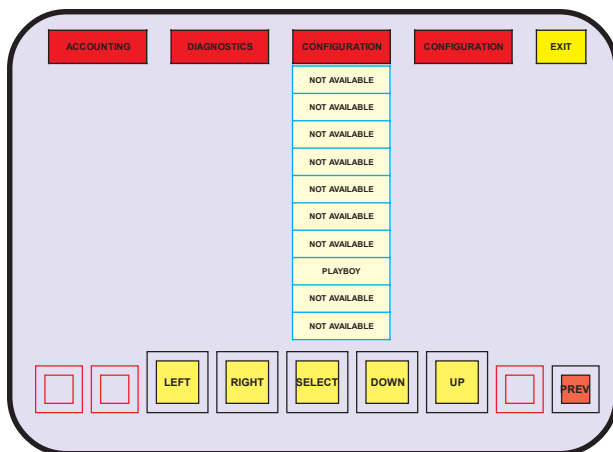 ACCOUNTING DIAGNOSTICS CONFIGURATION CONFIGURATION EXIT
NOT AVAILABLE
NOT AVAILABLE
NOT AVAILABLE
NOT AVAILABLE
NOT AVAILABLE
NOT AVAILABLE
NOT AVAILABLE
PLAYBOY
NOT AVAILABLE
NOT AVAILABLE
LEFT RIGHT SELECT DOWN UP PREV